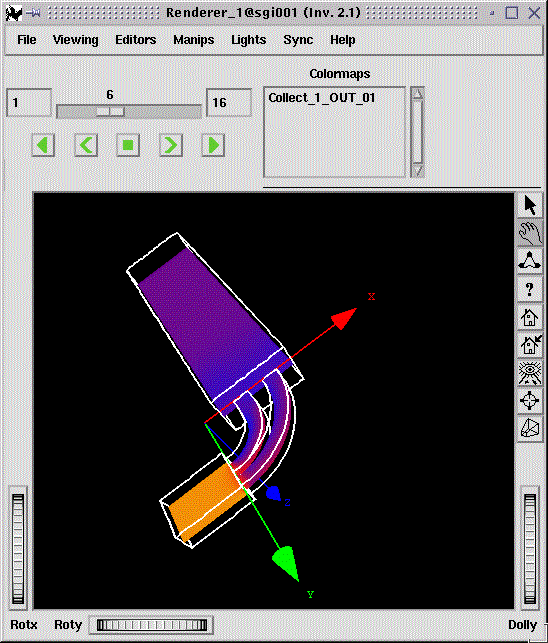 Renderer_1@sgi001 (Inv. 2.1)
File Viewing Editors Manips Lights Sync Help
Colormaps
1 6 16
Collect_1_OUT_01
X
?
Z
Y
Rotx Roty Dolly